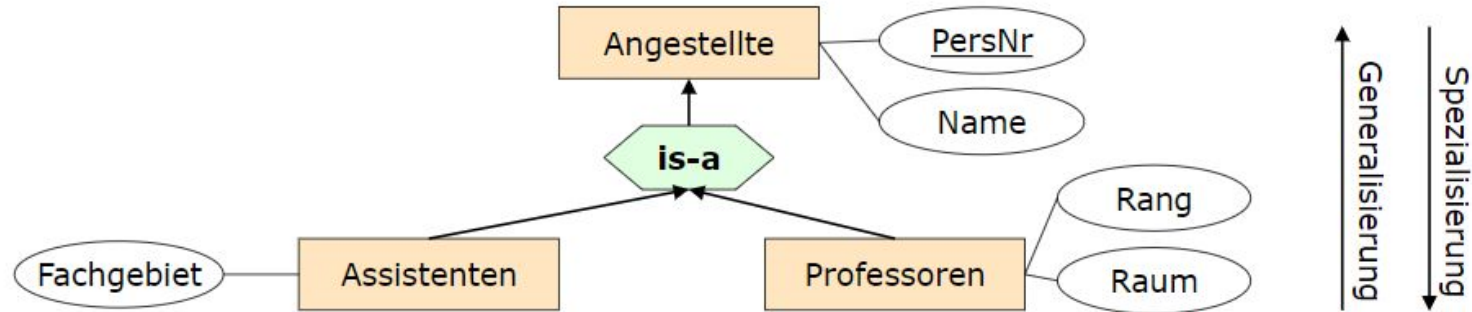 Angestellte
PersNr
Name
is-a
Rang
Fachgebiet
Assistenten
Professoren
Raum
Generalisierung
Spezialisierung